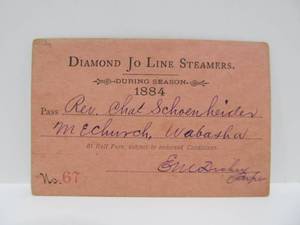 DIAMOND JO LINE STEAMERS.
DURING SEASON
1884
PASS Rev. Chas Schoenheider
M E Church, Wabasha
At Half Fare, subject to endorsed Conditions.
No. 67